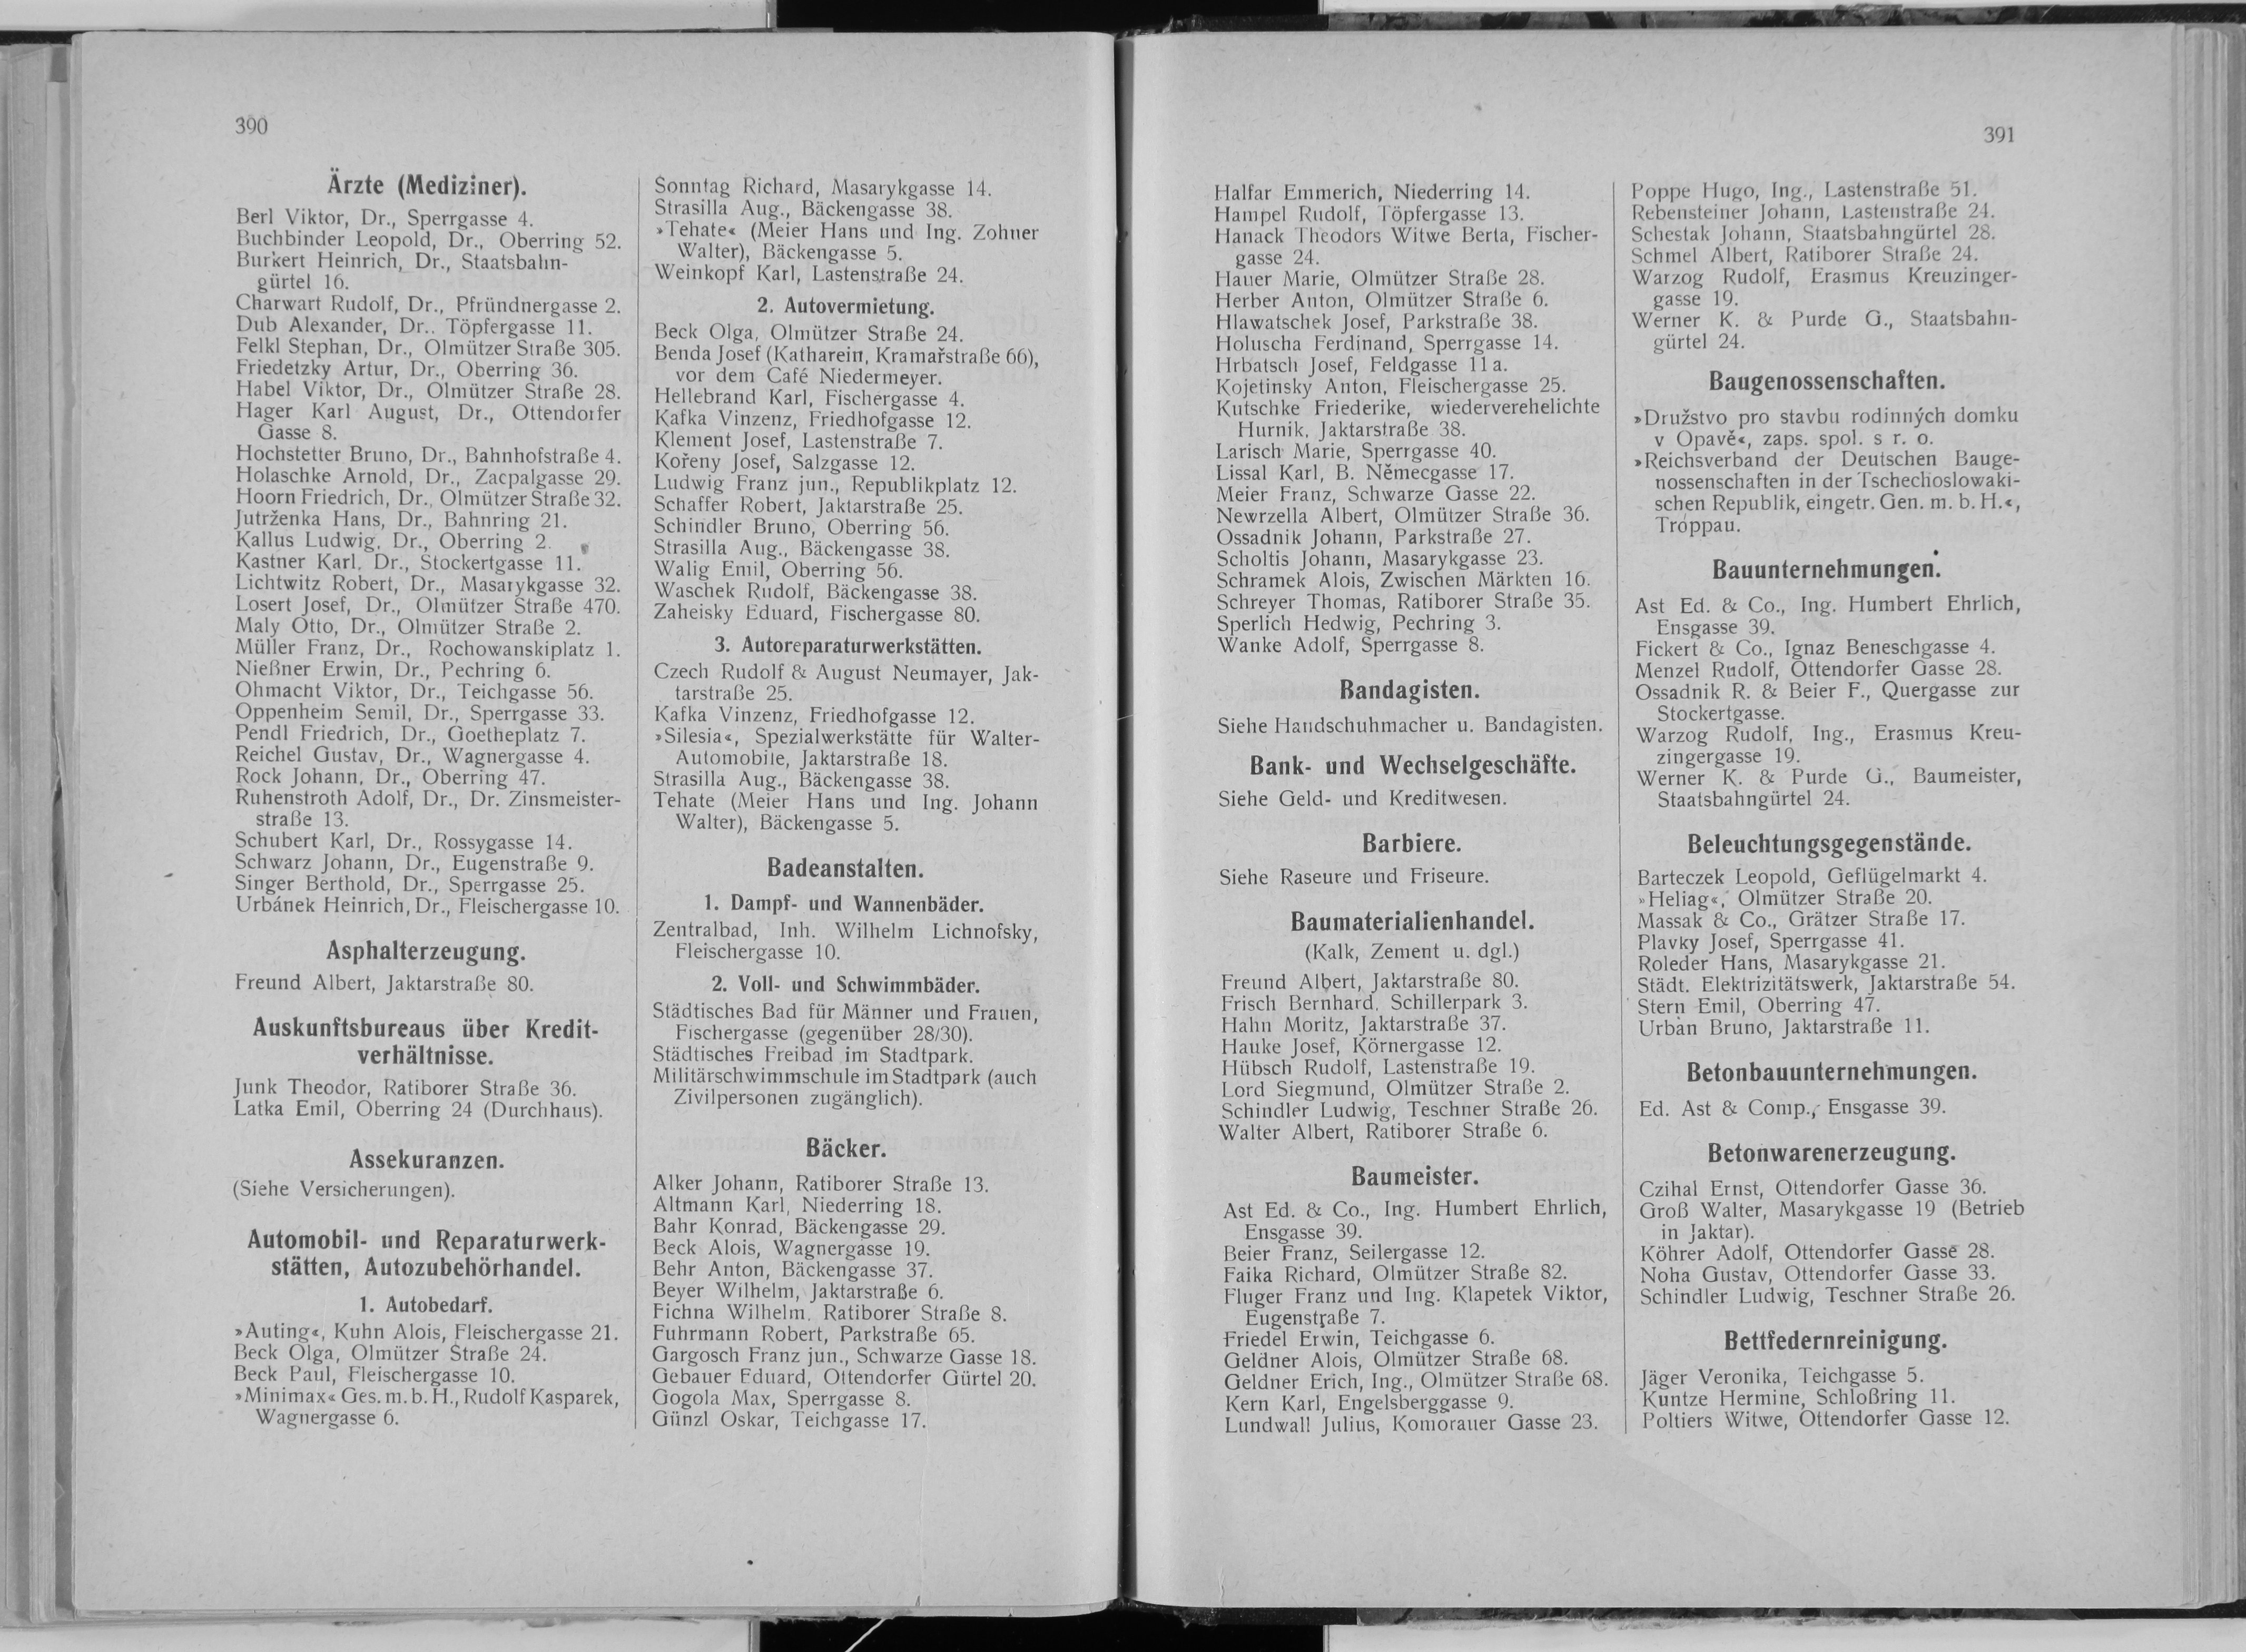 390
Ärzte (Mediziner).
Berl Viktor, Dr., Sperrgasse 4.
Buchbinder Leopold, Dr., Oberring 52.
Burkert Heinrich, Dr., Staatsbahn-
gürtel 16.
Charwart Rudolf, Dr., Pfründnergasse 2.
Dub Alexander, Dr.. Töpfergasse 11.
Felkl Stephan, Dr., Olmützer Straße 305.
Friedetzky Artur, Dr., Oberring 36.
Habel Viktor, Dr., Olmützer Straße 28.
Hager Karl August, Dr., Ottendorfer
Gasse 8.
Hochstetter Bruno, Dr., Bahnhofstraße 4.
Holaschke Arnold, Dr., Zacpalgasse 29.
Hoorn Friedrich, Dr., Olmützer Straße 32.
Jutrženka Hans, Dr., Bahnring 21.
Kallus Ludwig, Dr., Oberring 2.
Kastner Karl, Dr., Stockertgasse 11.
Lichtwitz Robert, Dr., Masarykgasse 32.
Losert Josef, Dr., Olmützer Straße 470.
Maly Otto, Dr., Olmützer Straße 2.
Müller Franz, Dr., Rochowanskiplatz 1.
Nießner Erwin, Dr., Pechring 6.
Ohmacht Viktor, Dr., Teichgasse 56.
Oppenheim Semil, Dr., Sperrgasse 33.
Pendl Friedrich, Dr., Goetheplatz 7.
Reichel Gustav, Dr., Wagnergasse 4.
Rock Johann, Dr., Oberring 47.
Ruhenstroth Adolf, Dr., Dr. Zinsmeister-
straße 13.
Schubert Karl, Dr., Rossygasse 14.
Schwarz Johann, Dr., Eugenstraße 9.
Singer Berthold, Dr., Sperrgasse 25.
Urbánek Heinrich, Dr., Fleischergasse 10.
Asphalterzeugung.
Freund Albert, Jaktarstraße 80.
Auskunftsbureaus über Kredit-
verhältnisse.
Junk Theodor, Ratiborer Straße 36.
Latka Emil, Oberring 24 (Durchhaus).
Assekuranzen.
(Siehe Versicherungen).
Automobil- und Reparaturwerk-
stätten, Autozubehörhandel.
1. Autobedarf.
»Auting«, Kuhn Alois, Fleischergasse 21.
Beck Olga, Olmützer Straße 24.
Beck Paul, Fleischergasse 10.
»Minimax« Ges. m. b. H., Rudolf Kasparek,
Wagnergasse 6.
Sonntag Richard, Masarykgasse 14.
Strasilla Aug., Bäckengasse 38.
»Tehate« (Meier Hans und Ing. Zohner
Walter), Bäckengasse 5.
Weinkopf Karl, Lastenstraße 24.
2. Autovermietung.
Beck Olga, Olmützer Straße 24.
Benda Josef (Katharein, Kramařstraße 66),
vor dem Café Niedermeyer.
Hellebrand Karl, Fischergasse 4.
Kafka Vinzenz, Friedhofgasse 12.
Klement Josef, Lastenstraße 7.
Kořeny Josef, Salzgasse 12.
Ludwig Franz jun., Republikplatz 12.
Schaffer Robert, Jaktarstraße 25.
Schindler Bruno, Oberring 56.
Strasilla Aug., Bäckengasse 38.
Walig Emil, Oberring 56.
Waschek Rudolf, Bäckengasse 38.
Zaheisky Eduard, Fischergasse 80.
3. Autoreparaturwerkstätten.
Czech Rudolf & August Neumayer, Jak-
tarstraße 25.
Kafka Vinzenz, Friedhofgasse 12.
»Silesia«, Spezialwerkstätte für Walter-
Automobile, Jaktarstraße 18.
Strasilla Aug., Bäckengasse 38.
Tehate (Meier Hans und Ing. Johann
Walter), Bäckengasse 5.
Badeanstalten.
1. Dampf- und Wannenbäder.
Zentralbad, Inh. Wilhelm Lichnofsky,
Fleischergasse 10.
2. Voll- und Schwimmbäder.
Städtisches Bad für Männer und Frauen,
Fischergasse (gegenüber 28/30).
Städtisches Freibad im Stadtpark.
Militärschwimmschule im Stadtpark (auch
Zivilpersonen zugänglich).
Bäcker.
Alker Johann, Ratiborer Straße 13.
Altmann Karl, Niederring 18.
Bahr Konrad, Bäckengasse 29.
Beck Alois, Wagnergasse 19.
Behr Anton, Bäckengasse 37.
Beyer Wilhelm, Jaktarstraße 6.
Fichna Wilhelm, Ratiborer Straße 8.
Fuhrmann Robert, Parkstraße 65.
Gargosch Franz jun., Schwarze Gasse 18.
Gebauer Eduard, Ottendorfer Gürtel 20.
Gogola Max, Sperrgasse 8.
Günzl Oskar, Teichgasse 17.
391
Halfar Emmerich, Niederring 14.
Hampel Rudolf, Töpfergasse 13.
Hanack Theodors Witwe Berta, Fischer-
gasse 24.
Hauer Marie, Olmützer Straße 28.
Herber Anton, Olmützer Straße 6.
Hlawatschek Josef, Parkstraße 38.
Holuscha Ferdinand, Sperrgasse 14.
Hrbatsch Josef, Feldgasse 11a.
Kojetinsky Anton, Fleischergasse 25.
Kutschke Friederike, wiederverehelichte
Hurnik, Jaktarstraße 38.
Larisch Marie, Sperrgasse 40.
Lissal Karl, B. Němecgasse 17.
Meier Franz, Schwarze Gasse 22.
Newrzella Albert, Olmützer Straße 36.
Ossadnik Johann, Parkstraße 27.
Scholtis Johann, Masarykgasse 23.
Schramek Alois, Zwischen Märkten 16.
Schreyer Thomas, Ratiborer Straße 35.
Sperlich Hedwig, Pechring 3.
Wanke Adolf, Sperrgasse 8.
Bandagisten.
Siehe Handschuhmacher u. Bandagisten.
Bank- und Wechselgeschäfte.
Siehe Geld- und Kreditwesen.
Barbiere.
Siehe Raseure und Friseure.
Baumaterialienhandel.
(Kalk, Zement u. dgl.)
Freund Albert, Jaktarstraße 80.
Frisch Bernhard, Schillerpark 3.
Hahn Moritz, Jaktarstraße 37.
Hauke Josef, Körnergasse 12.
Hübsch Rudolf, Lastenstraße 19.
Lord Siegmund, Olmützer Straße 2.
Schindler Ludwig, Teschner Straße 26.
Walter Albert, Ratiborer Straße 6.
Baumeister.
Ast Ed. & Co., Ing. Humbert Ehrlich,
Ensgasse 39.
Beier Franz, Seilergasse 12.
Faika Richard, Olmützer Straße 82.
Fluger Franz und Ing. Klapetek Viktor,
Eugenstraße 7.
Friedel Erwin, Teichgasse 6.
Geldner Alois, Olmützer Straße 68.
Geldner Erich, Ing., Olmützer Straße 68.
Kern Karl, Engelsberggasse 9.
Lundwall Julius, Komorauer Gasse 23.
Poppe Hugo, Ing., Lastenstraße 51.
Rebensteiner Johann, Lastenstraße 24.
Schestak Johann, Staatsbahngürtel 28.
Schmel Albert, Ratiborer Straße 24.
Warzog Rudolf, Erasmus Kreuzinger-
gasse 19.
Werner K. & Purde G., Staatsbahn-
gürtel 24.
Baugenossenschaften.
»Družstvo pro stavbu rodinných domku
v Opavě«, zaps. spol. s r. o.
»Reichsverband der Deutschen Bauge-
nossenschaften in der Tschechoslowaki-
schen Republik, eingetr. Gen. m. b. H.«,
Troppau.
Bauunternehmungen.
Ast Ed. & Co., Ing. Humbert Ehrlich,
Ensgasse 39.
Fickert & Co., Ignaz Beneschgasse 4.
Menzel Rudolf, Ottendorfer Gasse 28.
Ossadnik R. & Beier F., Quergasse zur
Stockertgasse.
Warzog Rudolf, Ing., Erasmus Kreu-
zingergasse 19.
Werner K. & Purde G., Baumeister,
Staatsbahngürtel 24.
Beleuchtungsgegenstände.
Barteczek Leopold, Geflügelmarkt 4.
»Heliag«, Olmützer Straße 20.
Massak & Co., Grätzer Straße 17.
Plavky Josef, Sperrgasse 41.
Roleder Hans, Masarykgasse 21.
Städt. Elektrizitätswerk, Jaktarstraße 54.
Stern Emil, Oberring 47.
Urban Bruno, Jaktarstraße 11.
Betonbauunternehmungen.
Ed. Ast & Comp., Ensgasse 39.
Betonwarenerzeugung.
Czihal Ernst, Ottendorfer Gasse 36.
Groß Walter, Masarykgasse 19 (Betrieb
in Jaktar).
Köhrer Adolf, Ottendorfer Gasse 28.
Noha Gustav, Ottendorfer Gasse 33.
Schindler Ludwig, Teschner Straße 26.
Bettfedernreinigung.
Jäger Veronika, Teichgasse 5.
Kuntze Hermine, Schloßring 11.
Poltiers Witwe, Ottendorfer Gasse 12.